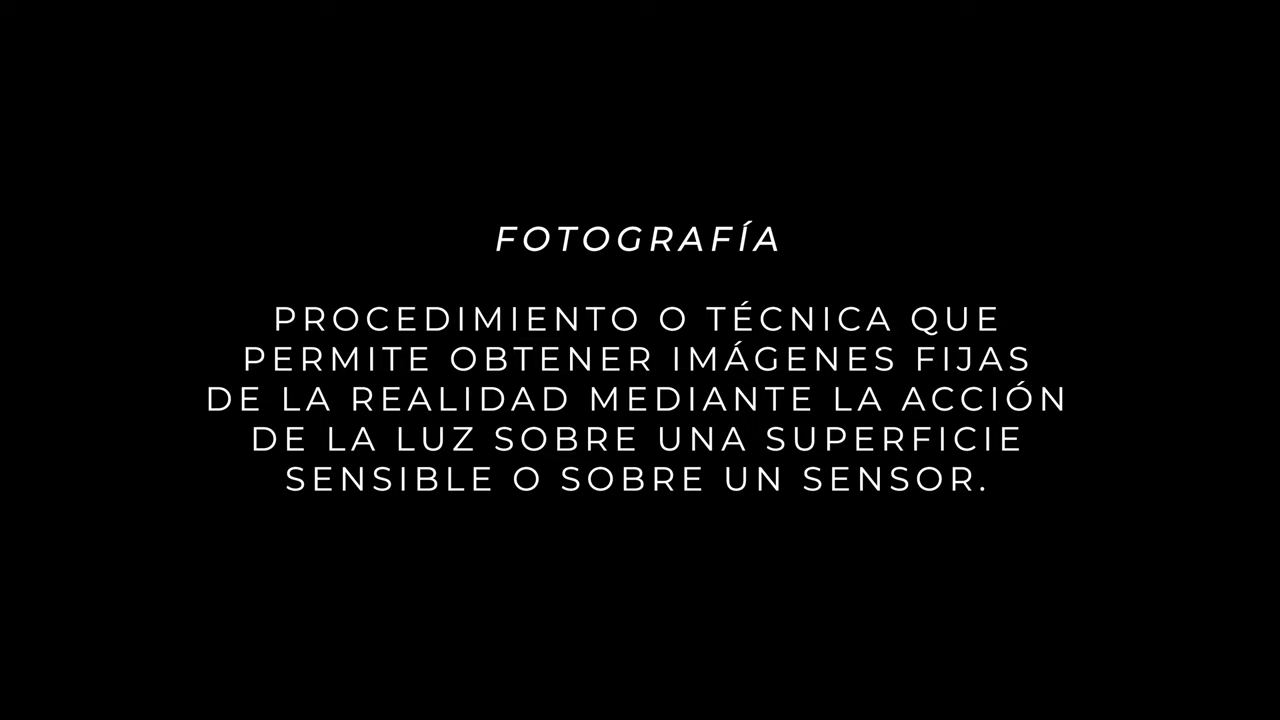 FOTOGRAFÍA
PROCEDIMIENTO O TÉCNICA QUE
PERMITE OBTENER IMÁGENES FIJAS
DE LA REALIDAD MEDIANTE LA ACCIÓN
DE LA LUZ SOBRE UNA SUPERFICIE
SENSIBLE O SOBRE UN SENSOR.